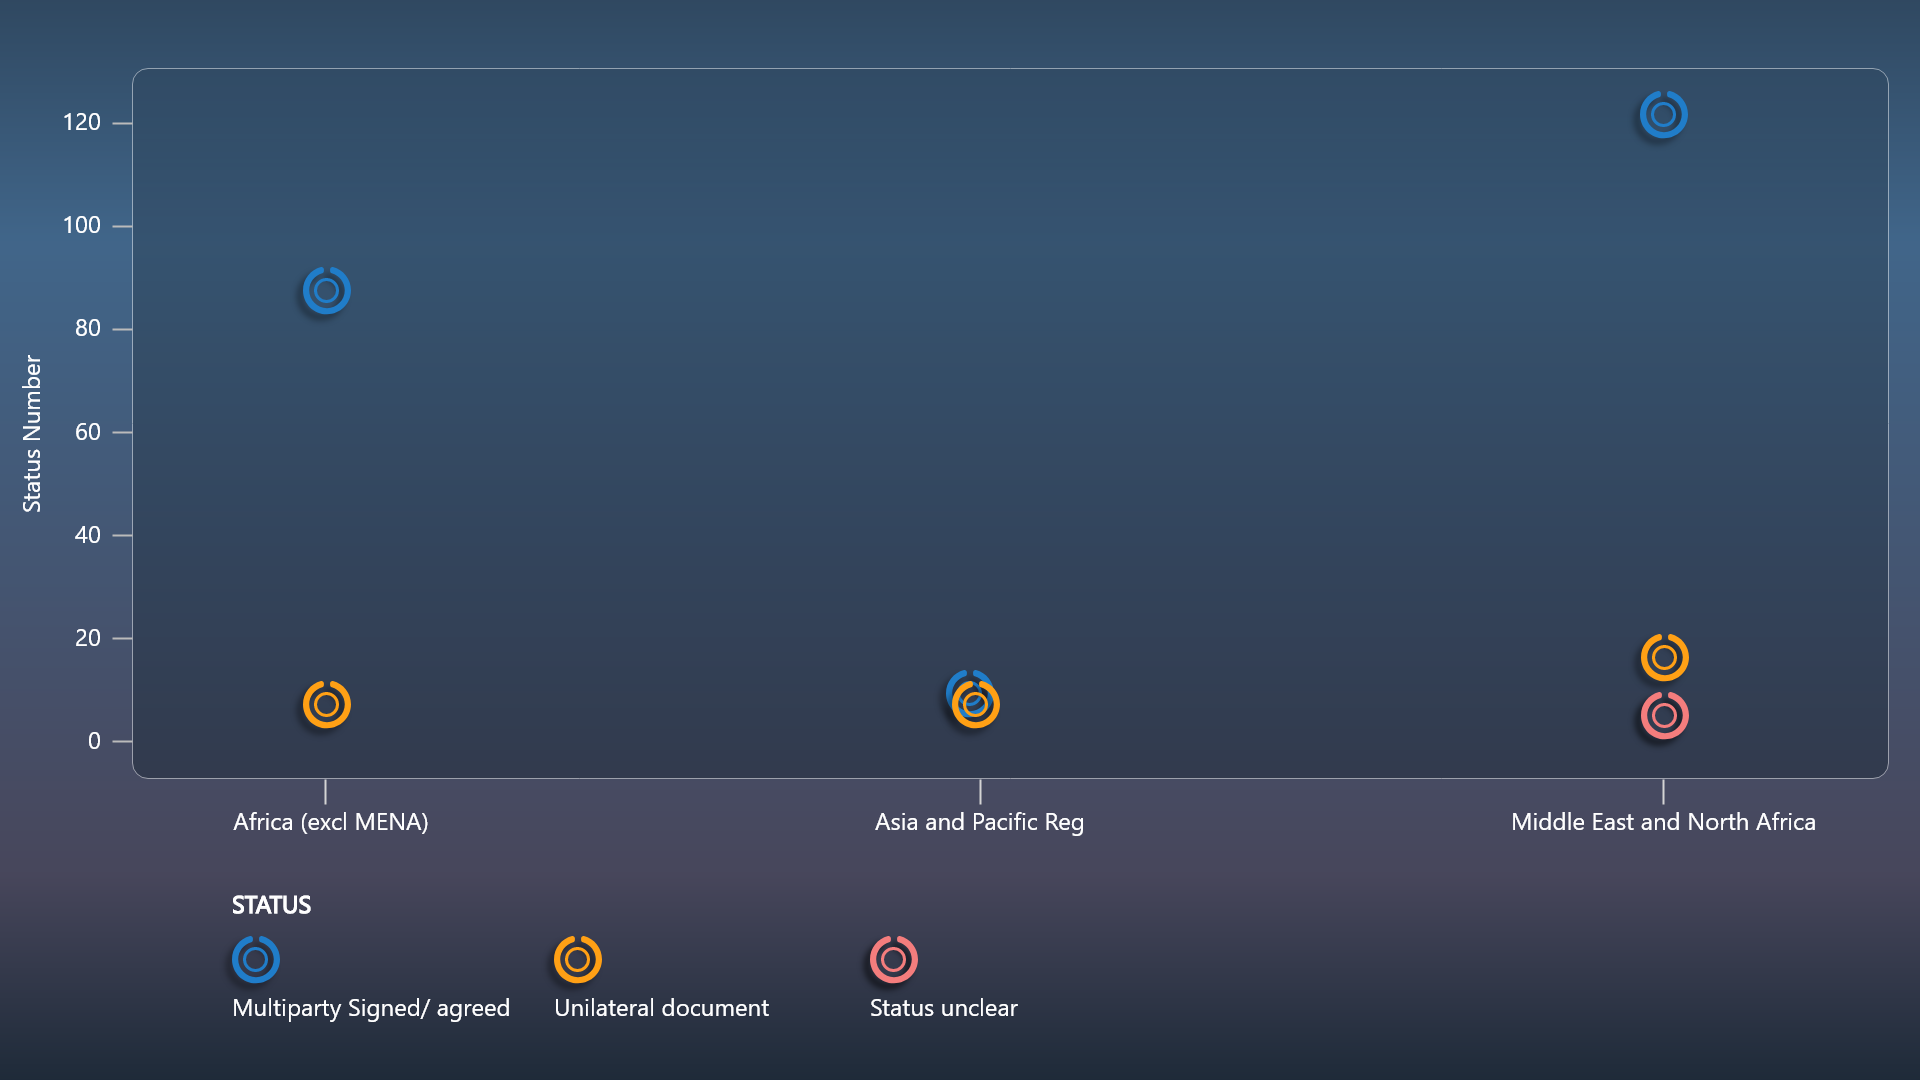 120
100
80
60
40
20
0
Status Number
Africa (excl MENA)
Asia and Pacific Reg
Middle East and North Africa
STATUS
Multiparty Signed/ agreed
Unilateral document
Status unclear